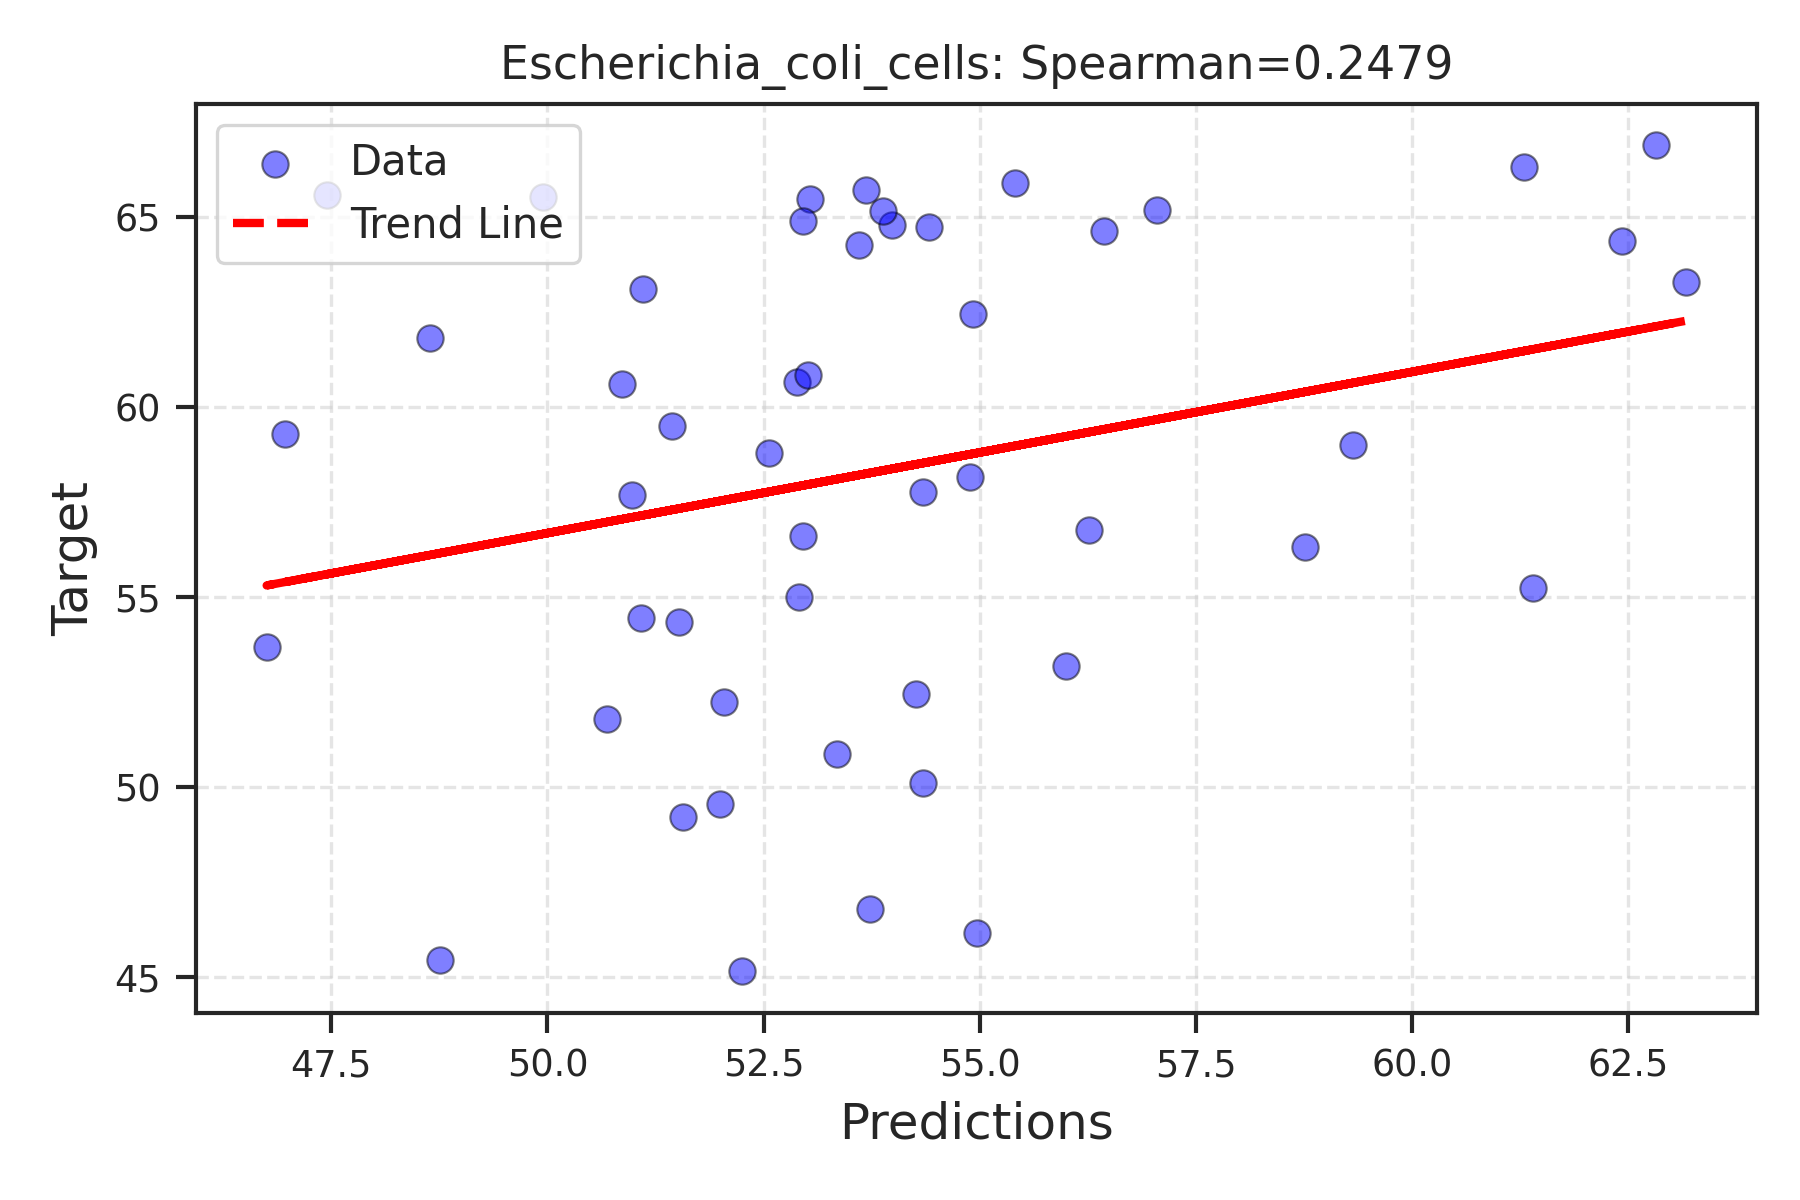 Escherichia_coli_cells: Spearman=0.2479
Data
Trend Line
65
60
55
50
45
Target
47.5 50.0 52.5 55.0 57.5 60.0 62.5
Predictions